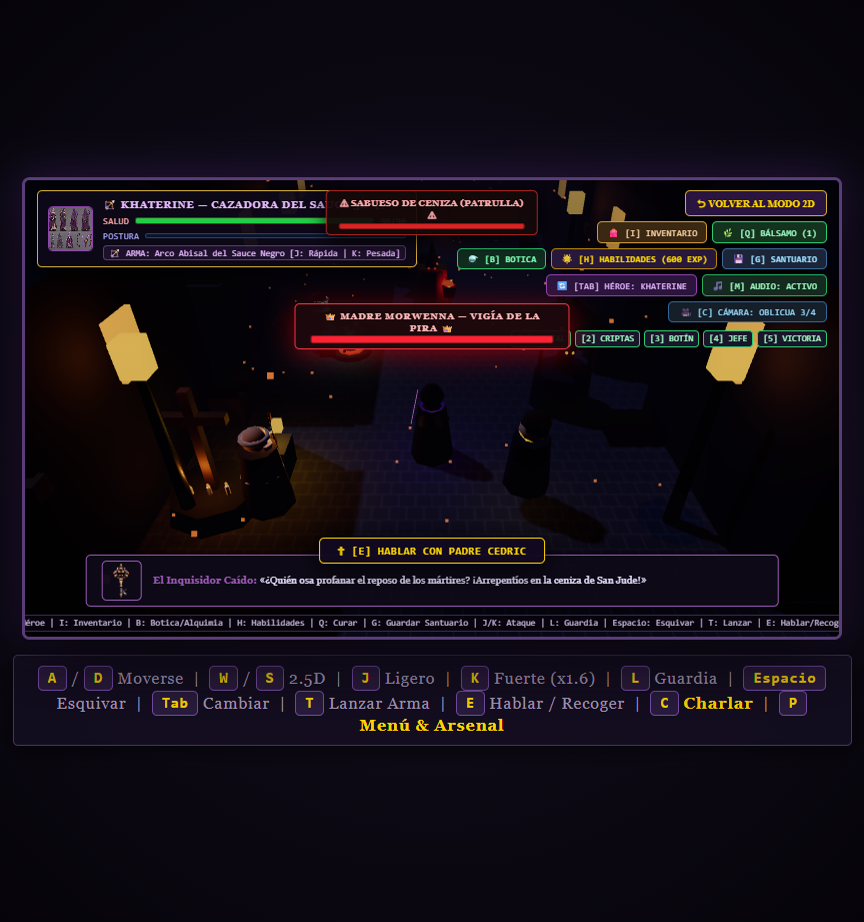 KHATERINE — CAZADORA DEL SA
SALUD
POSTURA
ARMA: Arco Abisal del Sauce Negro [J: Rápida | K: Pesada]
⚠ SABUESO DE CENIZA (PATRULLA)
⚠
⮌ VOLVER AL MODO 2D
[I] INVENTARIO
[Q] BÁLSAMO (1)
[B] BOTICA
[H] HABILIDADES (600 EXP)
[G] SANTUARIO
[TAB] HÉROE: KHATERINE
[M] AUDIO: ACTIVO
[C] CÁMARA: OBLICUA 3/4
MADRE MORWENNA — VIGÍA DE LA
PIRA
[2] CRIPTAS
[3] BOTÍN
[4] JEFE
[5] VICTORIA
✝ [E] HABLAR CON PADRE CEDRIC
El Inquisidor Caído: «¿Quién osa profanar el reposo de los mártires? ¡Arrepentíos en la ceniza de San Jude!»
éroe | I: Inventario | B: Botica/Alquimia | H: Habilidades | Q: Curar | G: Guardar Santuario | J/K: Ataque | L: Guardia | Espacio: Esquivar | T: Lanzar | E: Hablar/Recog
A / D Moverse | W / S 2.5D | J Ligero | K Fuerte (x1.6) | L Guardia | Espacio
Esquivar | Tab Cambiar | T Lanzar Arma | E Hablar / Recoger | C Charlar | P
Menú & Arsenal